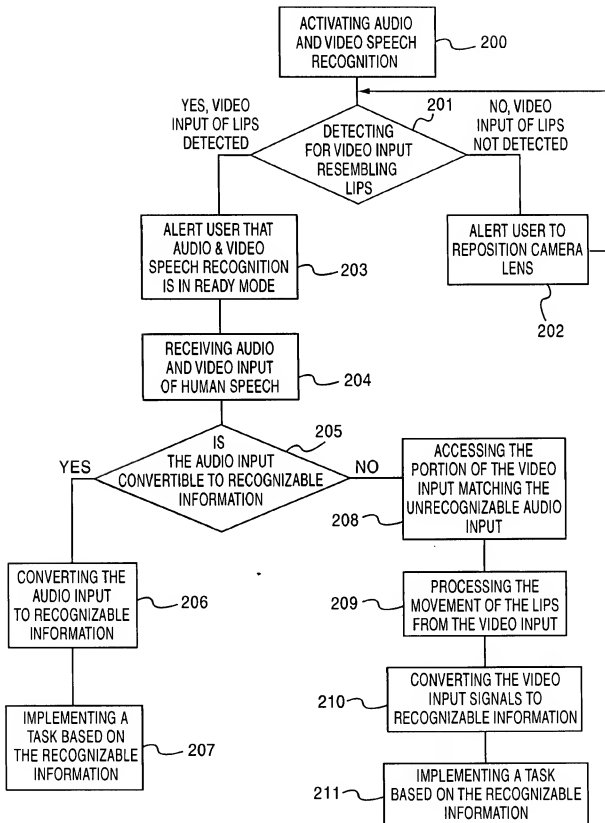 ACTIVATING AUDIO
AND VIDEO SPEECH
RECOGNITION
200
YES, VIDEO
INPUT OF LIPS
DETECTED
201
DETECTING
FOR VIDEO INPUT
RESEMBLING
LIPS
NO, VIDEO
INPUT OF LIPS
NOT DETECTED
ALERT USER THAT
AUDIO & VIDEO
SPEECH RECOGNITION
IS IN READY MODE
203
ALERT USER TO
REPOSITION CAMERA
LENS
202
RECEIVING AUDIO
AND VIDEO INPUT
OF HUMAN SPEECH
204
IS
THE AUDIO INPUT
CONVERTIBLE TO RECOGNIZABLE
INFORMATION
205
YES
NO
ACCESSING THE
PORTION OF THE VIDEO
INPUT MATCHING THE
UNRECOGNIZABLE AUDIO
INPUT
208
CONVERTING THE
AUDIO INPUT
TO RECOGNIZABLE
INFORMATION
206
PROCESSING THE
MOVEMENT OF THE LIPS
FROM THE VIDEO INPUT
209
CONVERTING THE VIDEO
INPUT SIGNALS TO
RECOGNIZABLE INFORMATION
210
IMPLEMENTING A
TASK BASED ON
THE RECOGNIZABLE
INFORMATION
207
IMPLEMENTING A TASK
BASED ON THE RECOGNIZABLE
INFORMATION
211